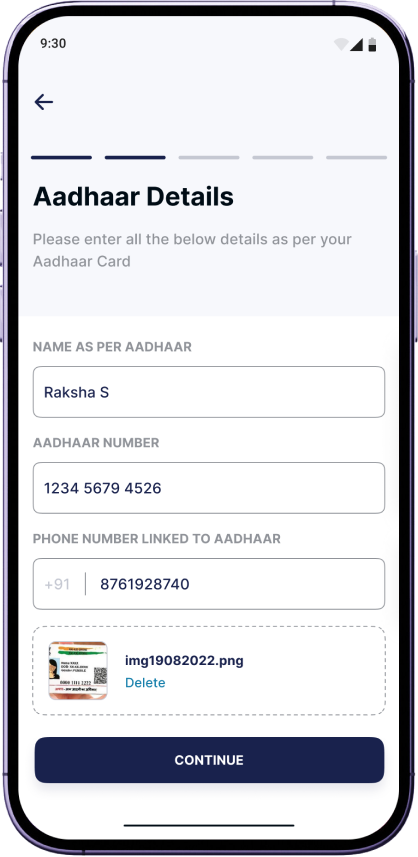 9:30
Aadhaar Details
Please enter all the below details as per your
Aadhaar Card
NAME AS PER AADHAAR
Raksha S
AADHAAR NUMBER
1234 5679 4526
PHONE NUMBER LINKED TO AADHAAR
+91 8761928740
img19082022.png
Delete
CONTINUE